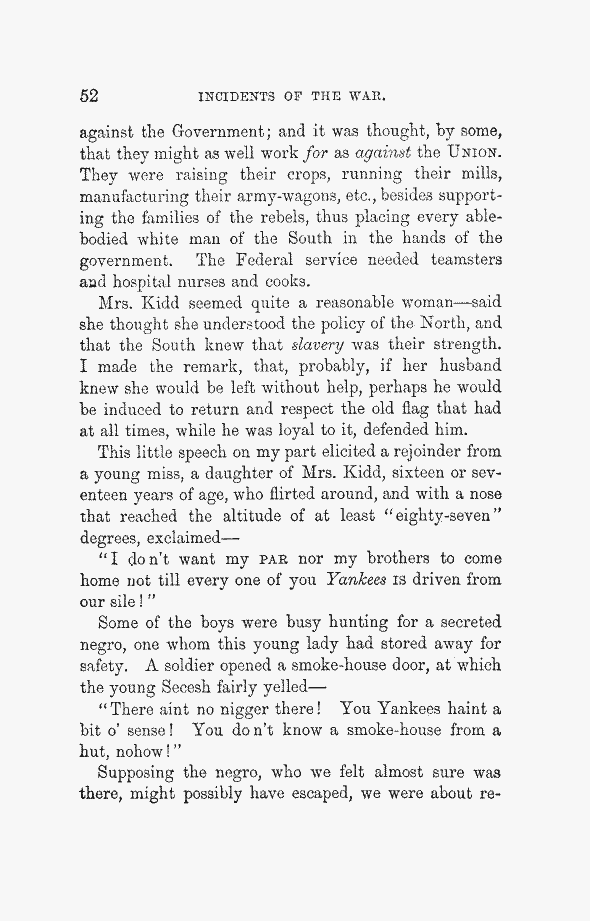 52 INCIDENTS OF THE WAR.
against the Government; and it was thought, by some,
that they might as well work for as against the UNION.
They were raising their crops, running their mills,
manufacturing their army-wagons, etc., besides support-
ing the families of the rebels, thus placing every able-
bodied white man of the South in the hands of the
government. The Federal service needed teamsters
and hospital nurses and cooks.
Mrs. Kidd seemed quite a reasonable woman—said
she thought she understood the policy of the North, and
that the South knew that slavery was their strength.
I made the remark, that, probably, if her husband
knew she would be left without help, perhaps he would
be induced to return and respect the old flag that had
at all times, while he was loyal to it, defended him.
This little speech on my part elicited a rejoinder from
a young miss, a daughter of Mrs. Kidd, sixteen or sev-
enteen years of age, who flirted around, and with a nose
that reached the altitude of at least "eighty-seven"
degrees, exclaimed—
"I don't want my PAR nor my brothers to come
home not till every one of you Yankees IS driven from
our sile!"
Some of the boys were busy hunting for a secreted
negro, one whom this young lady had stored away for
safety. A soldier opened a smoke-house door, at which
the young Secesh fairly yelled—
"There aint no nigger there! You Yankees haint a
bit o' sense! You don't know a smoke-house from a
hut, nohow!"
Supposing the negro, who we felt almost sure was
there, might possibly have escaped, we were about re-